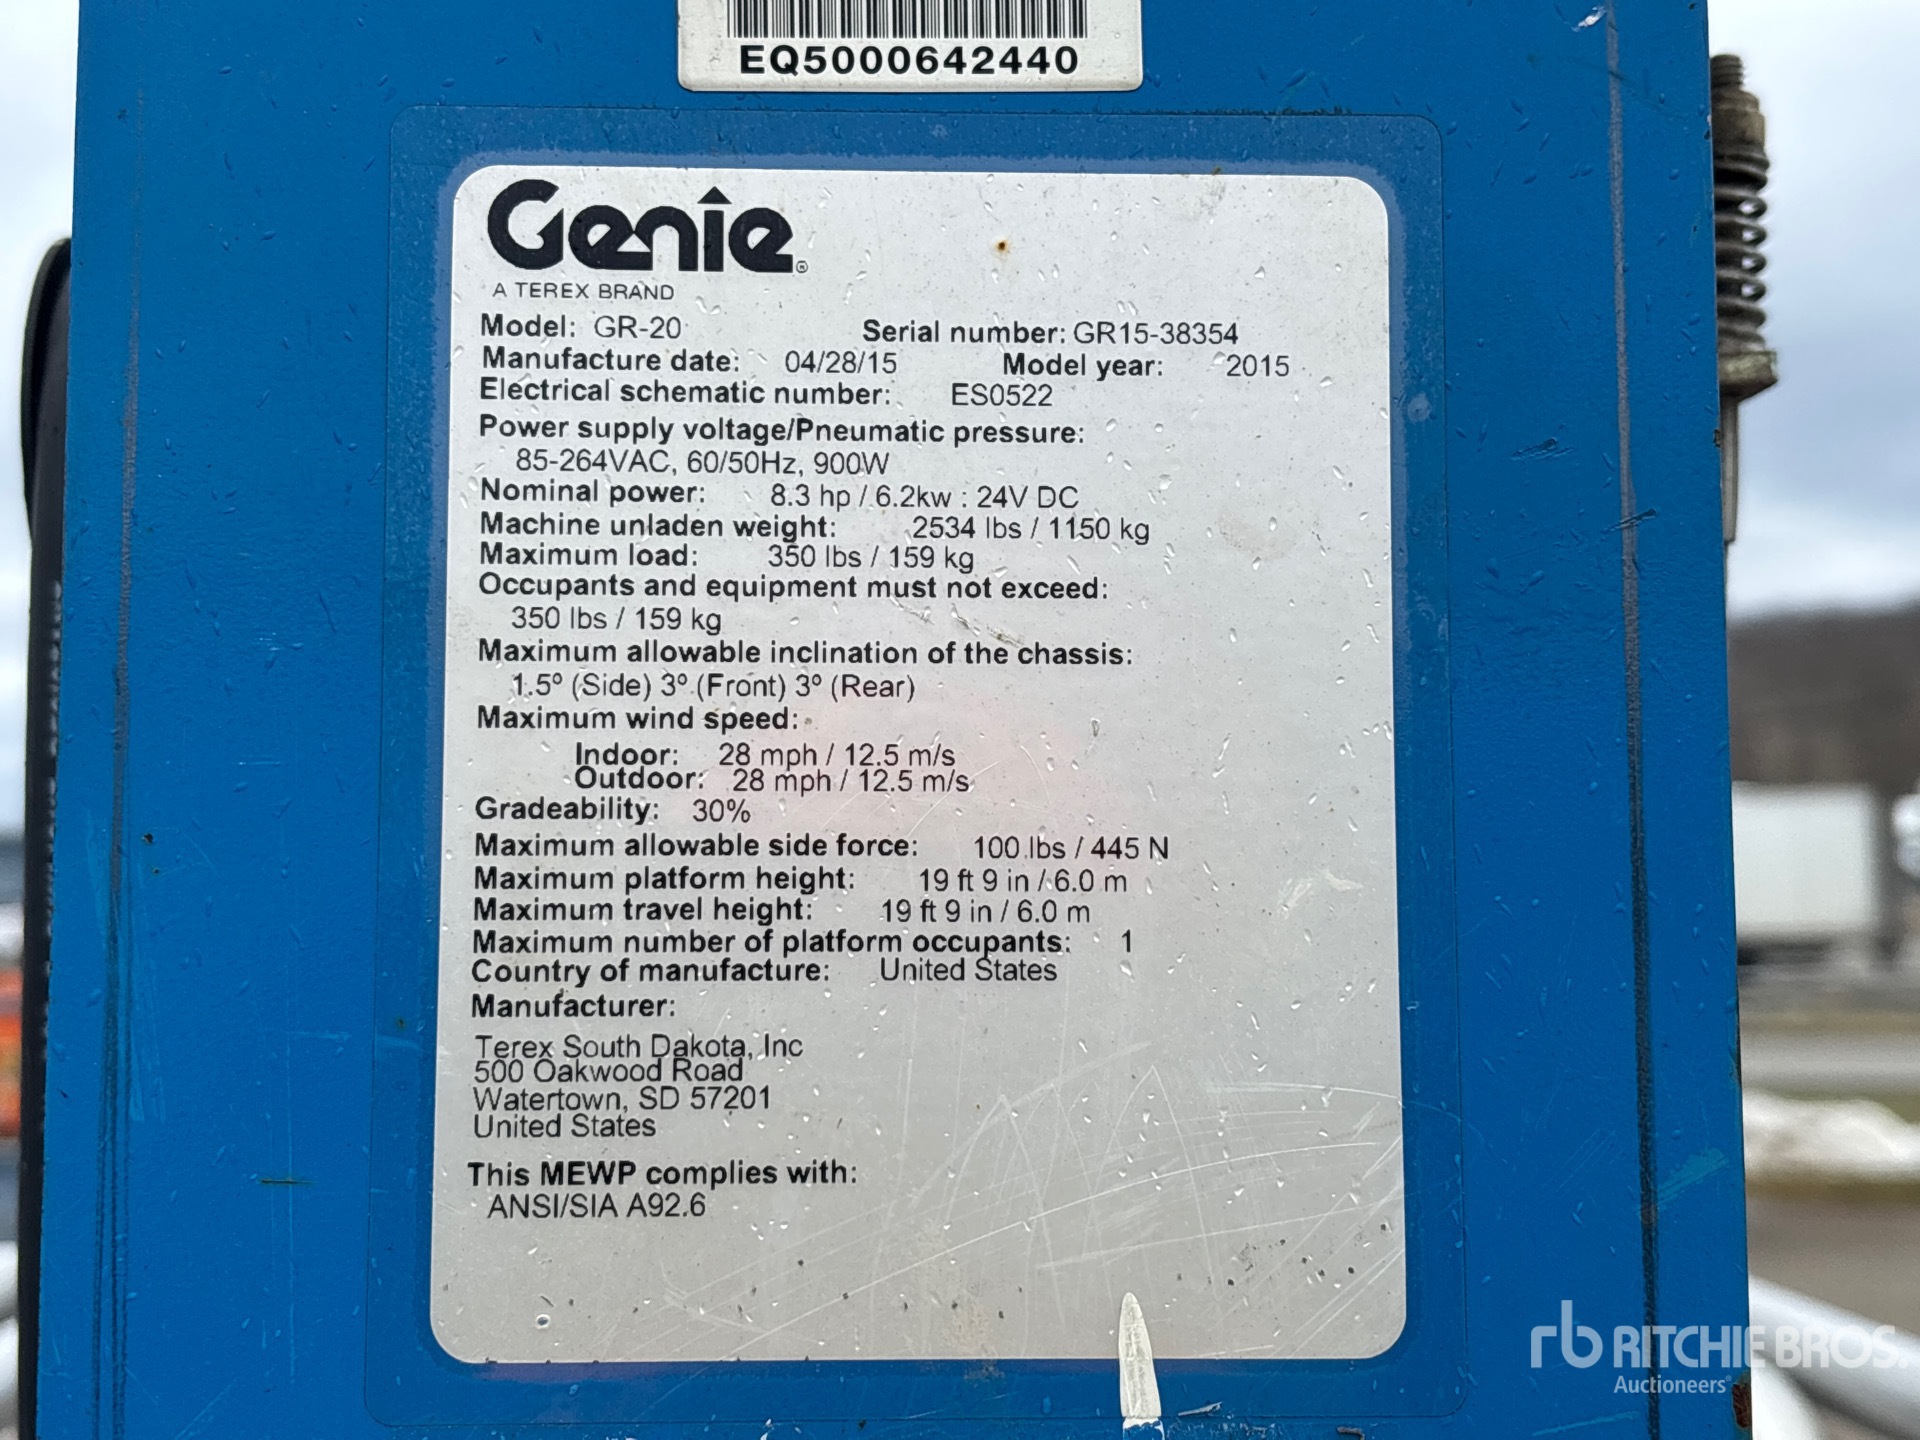 EQ5000642440
Genie®
A TEREX BRAND
Model: GR-20 Serial number: GR15-38354
Manufacture date: 04/28/15 Model year: 2015
Electrical schematic number: ES0522
Power supply voltage/Pneumatic pressure:
85-264VAC, 60/50Hz, 900W
Nominal power: 8.3 hp / 6.2kw : 24V DC
Machine unladen weight: 2534 lbs / 1150 kg
Maximum load: 350 lbs / 159 kg
Occupants and equipment must not exceed:
350 lbs / 159 kg
Maximum allowable inclination of the chassis:
1.5º (Side) 3º (Front) 3º (Rear)
Maximum wind speed:
Indoor: 28 mph / 12.5 m/s
Outdoor: 28 mph / 12.5 m/s
Gradeability: 30%
Maximum allowable side force: 100 lbs / 445 N
Maximum platform height: 19 ft 9 in / 6.0 m
Maximum travel height: 19 ft 9 in / 6.0 m
Maximum number of platform occupants: 1
Country of manufacture: United States
Manufacturer:
Terex South Dakota, Inc
500 Oakwood Road
Watertown, SD 57201
United States
This MEWP complies with:
ANSI/SIA A92.6
rb RITCHIE BROS.
Auctioneers